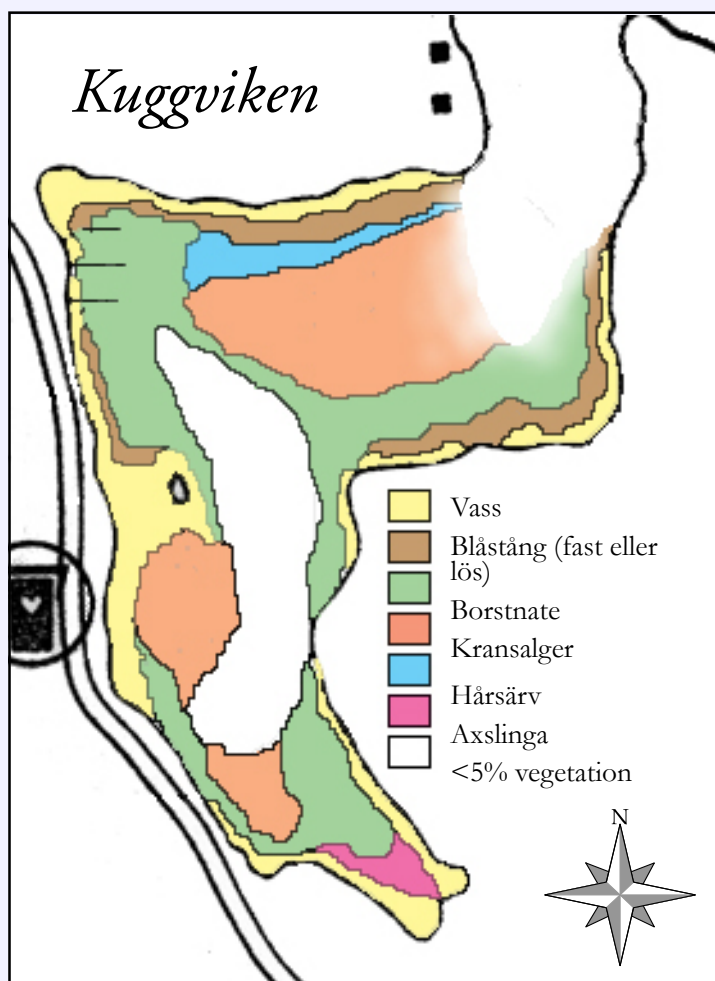 Kuggviken
Vass
Blåstång (fast eller
lös)
Borstnate
Kransalger
Hårsärv
Axslinga
<5% vegetation
N